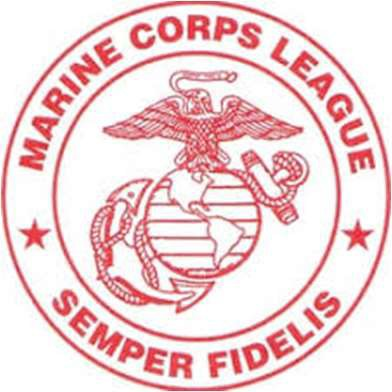 MARINE CORPS LEAGUE
SEMPER FIDELIS